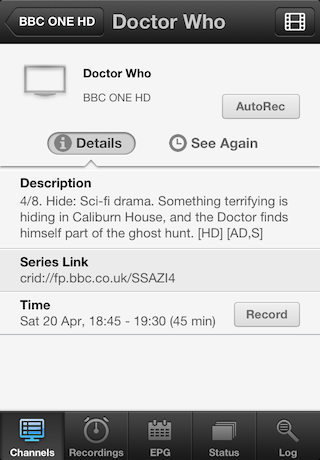 BBC ONE HD
Doctor Who
Doctor Who
BBC ONE HD
AutoRec
Details
See Again
Description
4/8. Hide: Sci-fi drama. Something terrifying is
hiding in Caliburn House, and the Doctor finds
himself part of the ghost hunt. [HD] [AD,S]
Series Link
crid://fp.bbc.co.uk/SSAZI4
Time
Sat 20 Apr, 18:45 - 19:30 (45 min)
Record
Channels
Recordings
EPG
Status
Log